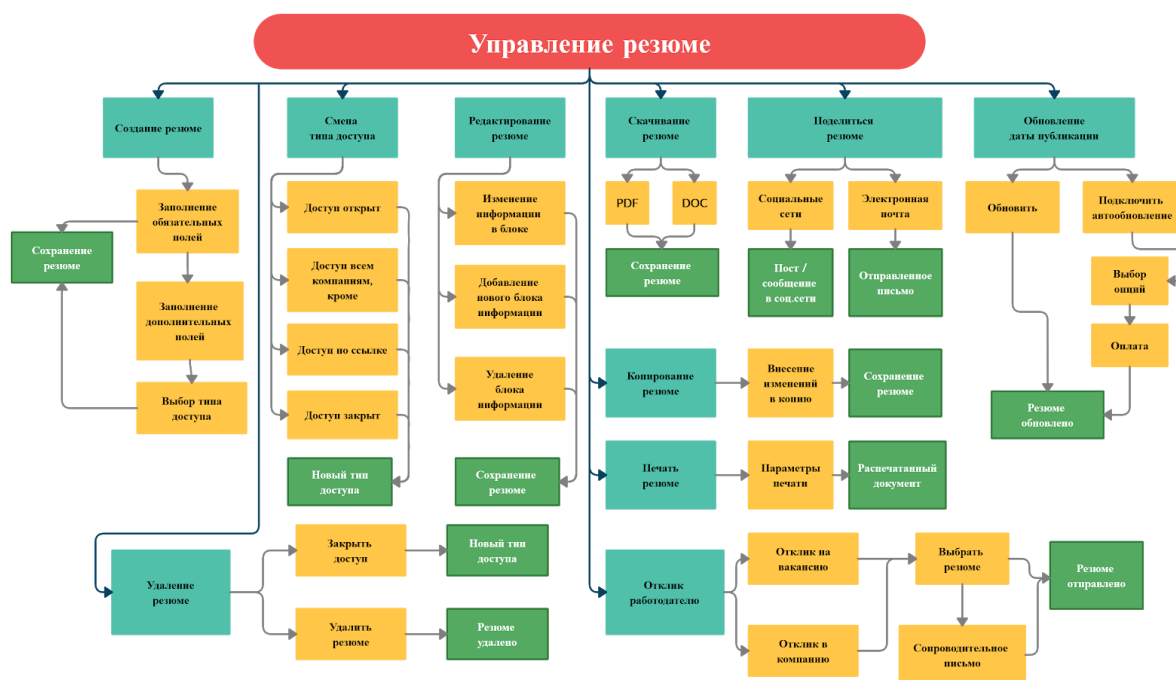 Управление резюме
Создание резюме
Смена
типа доступа
Редактирование
резюме
Скачивание
резюме
Поделиться
резюме
Обновление
даты публикации
Заполнение
обязательных
полей
Сохранение
резюме
Заполнение
дополнительных
полей
Выбор типа
доступа
Доступ открыт
Доступ всем
компаниям,
кроме
Доступ по ссылке
Доступ закрыт
Новый тип
доступа
Изменение
информации
в блоке
Добавление
нового блока
информации
Удаление
блока
информации
Сохранение
резюме
PDF
DOC
Сохранение
резюме
Социальные
сети
Электронная
почта
Пост /
сообщение
в соц.сети
Отправленное
письмо
Обновить
Подключить
автообновление
Выбор
опций
Оплата
Резюме
обновлено
Копирование
резюме
Внесение
изменений
в копию
Сохранение
резюме
Печать
резюме
Параметры
печати
Распечатанный
документ
Удаление
резюме
Закрыть
доступ
Новый тип
доступа
Удалить
резюме
Резюме
удалено
Отклик
работодателю
Отклик на
вакансию
Отклик в
компанию
Выбрать
резюме
Сопроводительное
письмо
Резюме
отправлено